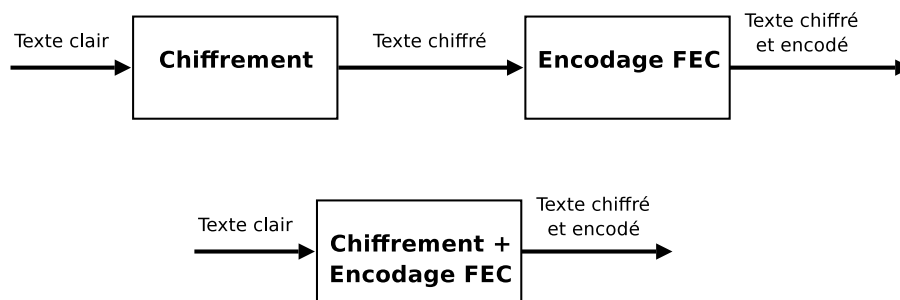 Texte clair
Chiffrement
Texte chiffré
Encodage FEC
Texte chiffré
et encodé
Texte clair
Chiffrement +
Encodage FEC
Texte chiffré
et encodé